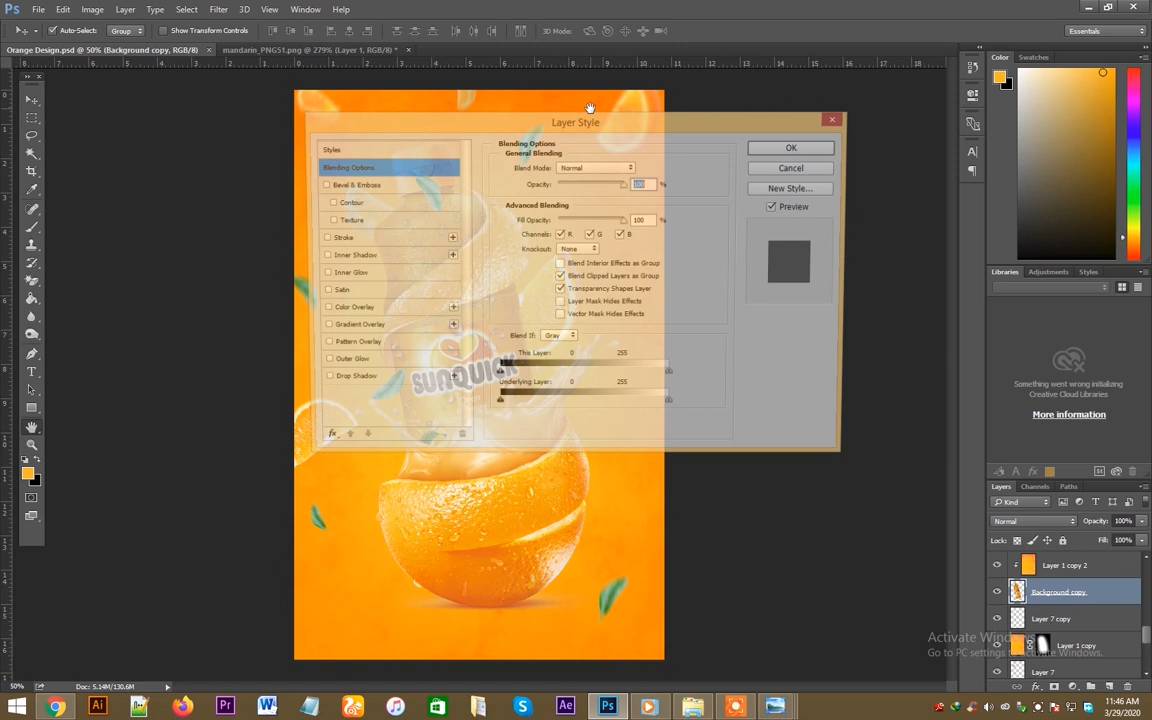 Ps File Edit Image Layer Type Select Filter 3D View Window Help
Auto-Select: Group Show Transform Controls 3D Mode: Essentials
Orange Design.psd @ 50% (Background copy, RGB/8) × mandarin_PNG51.png @ 279% (Layer 1, RGB/8) * ×
Color Swatches
Layer Style
Styles
Blending Options
Bevel & Emboss
Contour
Texture
Stroke
Inner Shadow
Inner Glow
Satin
Color Overlay
Gradient Overlay
Pattern Overlay
Outer Glow
Drop Shadow
fx
Blending Options
General Blending
Blend Mode: Normal
Opacity: 100 %
Advanced Blending
Fill Opacity: 100 %
Channels: R G B
Knockout: None
Blend Interior Effects as Group
Blend Clipped Layers as Group
Transparency Shapes Layer
Layer Mask Hides Effects
Vector Mask Hides Effects
Blend If: Gray
This Layer: 0 255
Underlying Layer: 0 255
OK
Cancel
New Style...
Preview
SUNQUICK
Libraries Adjustments Styles
Something went wrong initializing
Creative Cloud Libraries
More information
Layers Channels Paths
Kind
Normal Opacity: 100%
Lock: Fill: 100%
Layer 1 copy 2
Background copy
Layer 7 copy
Layer 1 copy
Layer 7
Activate Windows
Go to PC settings to activate Windows.
50% Doc: 5.14M/130.6M
11:46 AM
3/29/2020